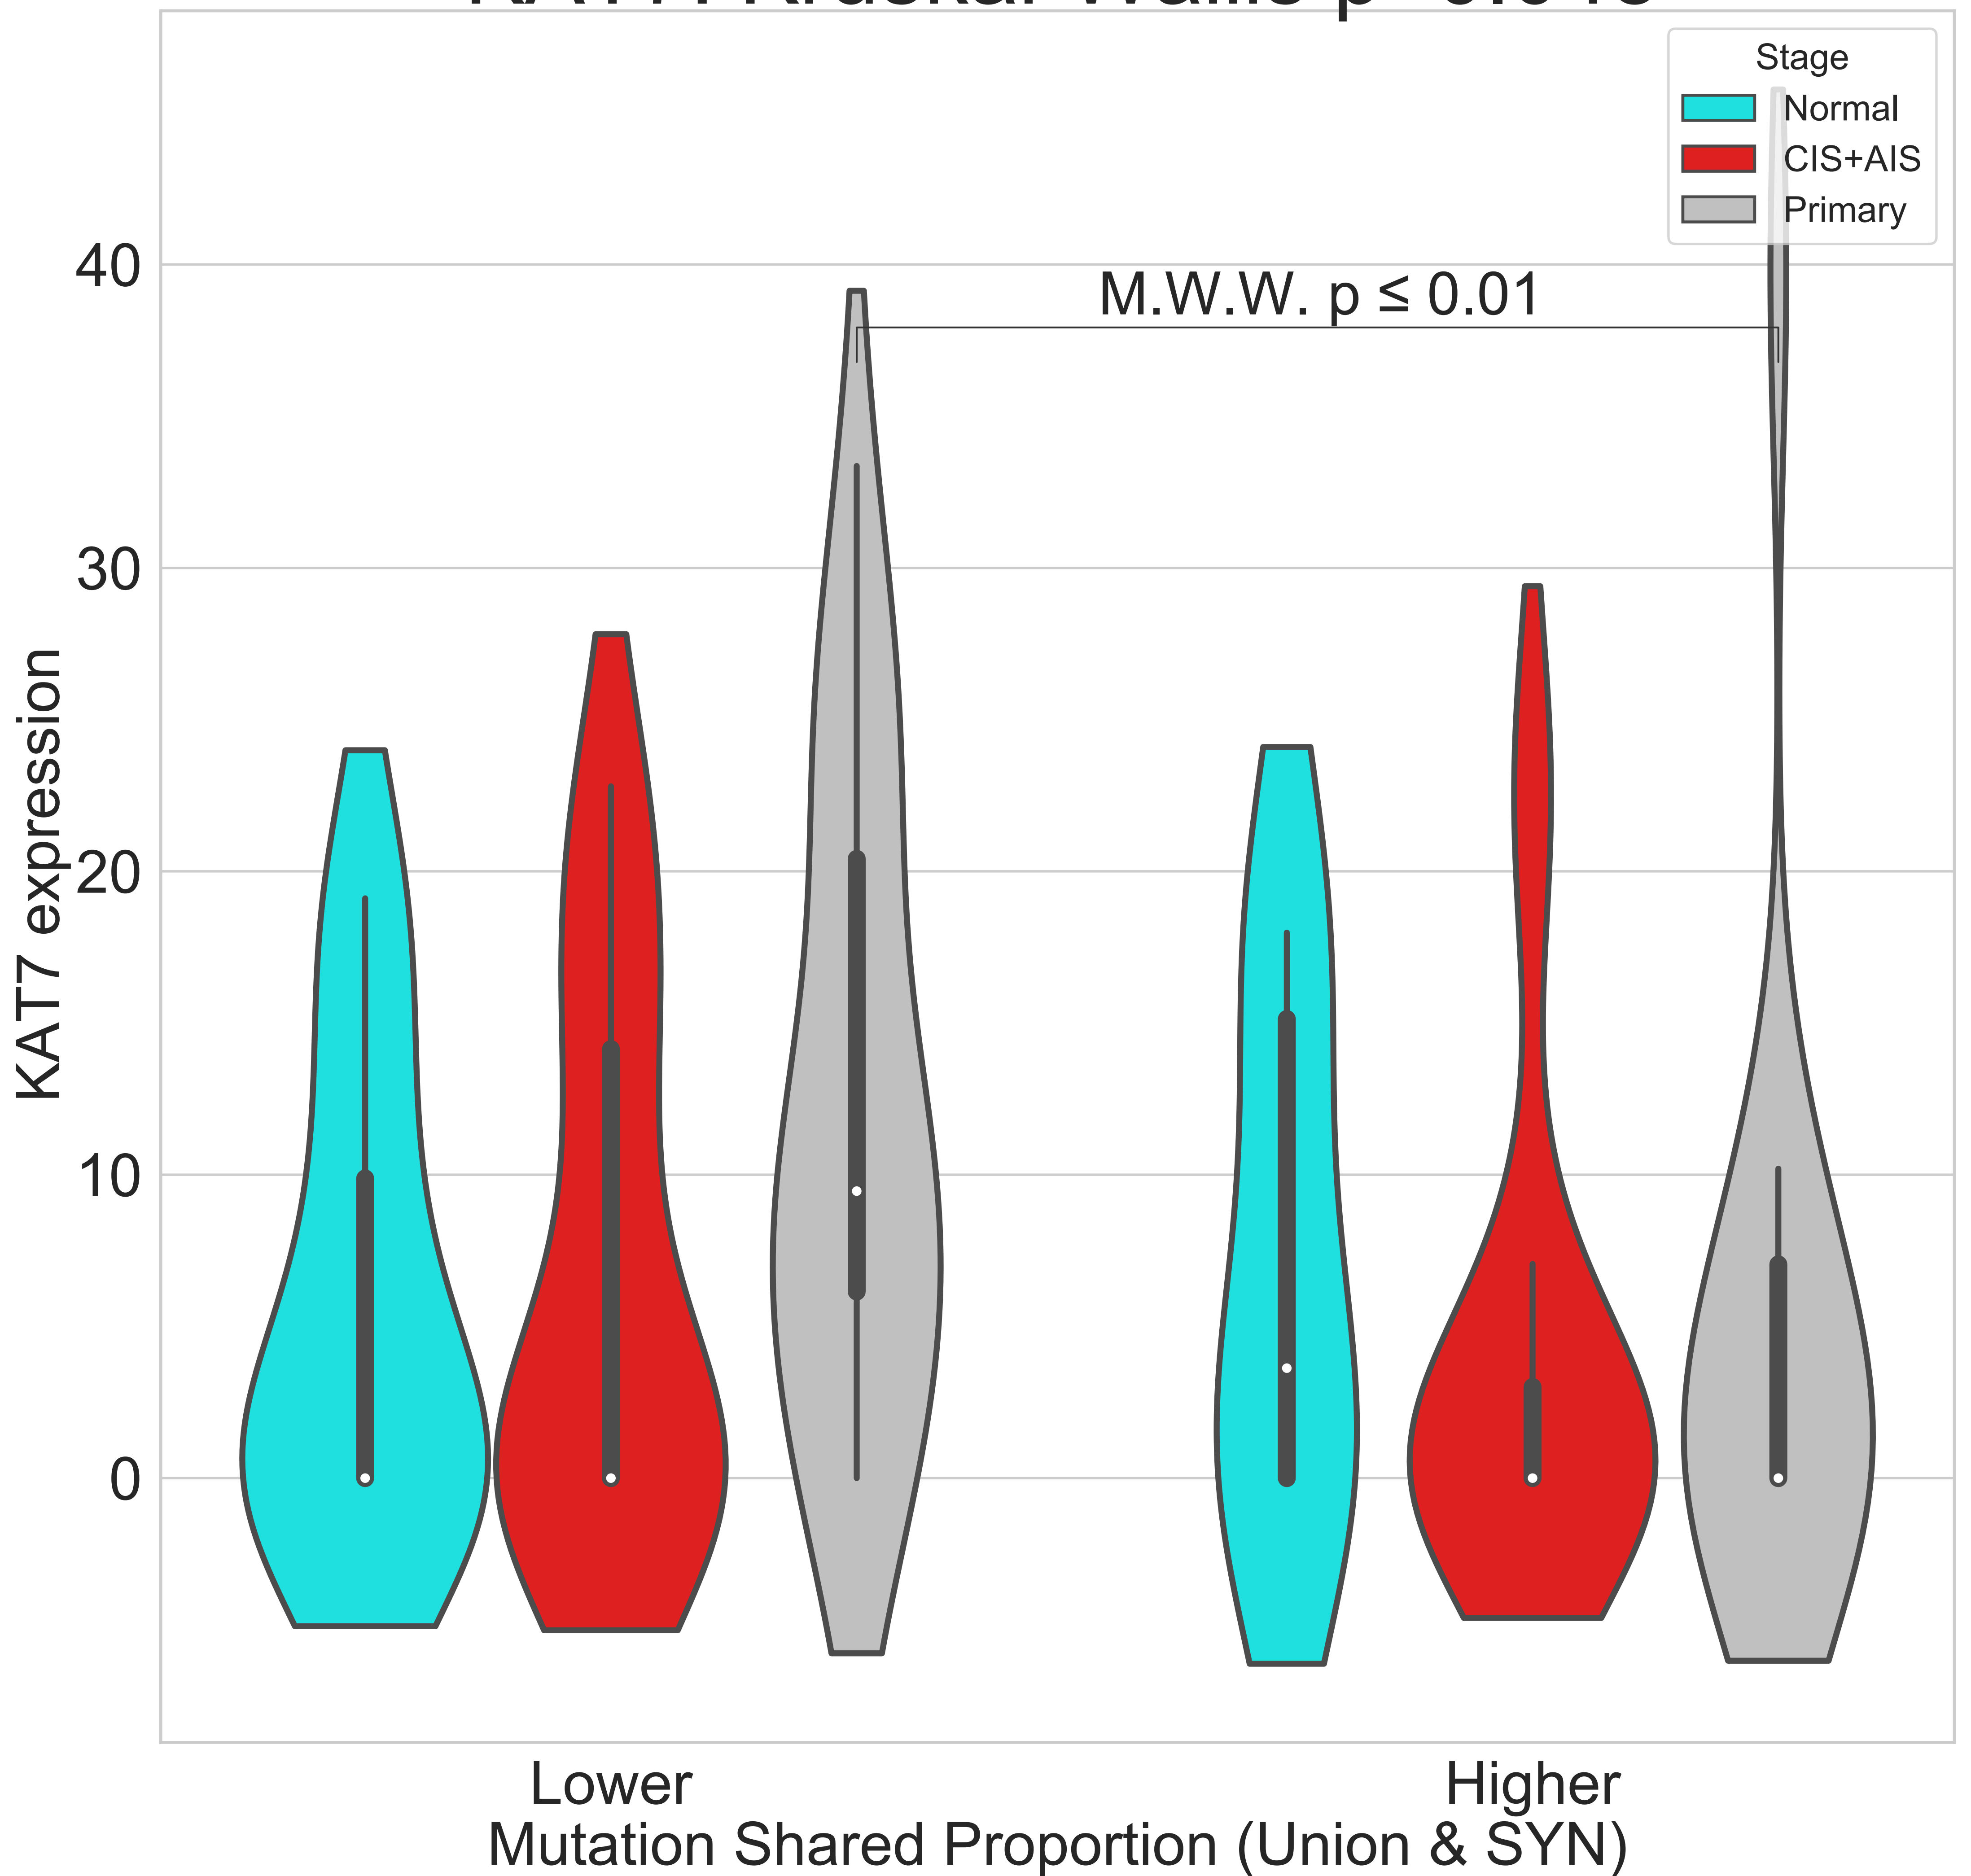 Stage
Normal
CIS+AIS
Primary
M.W.W. p ≤ 0.01
40
30
20
10
0
KAT7 expression
Lower
Higher
Mutation Shared Proportion (Union & SYN)